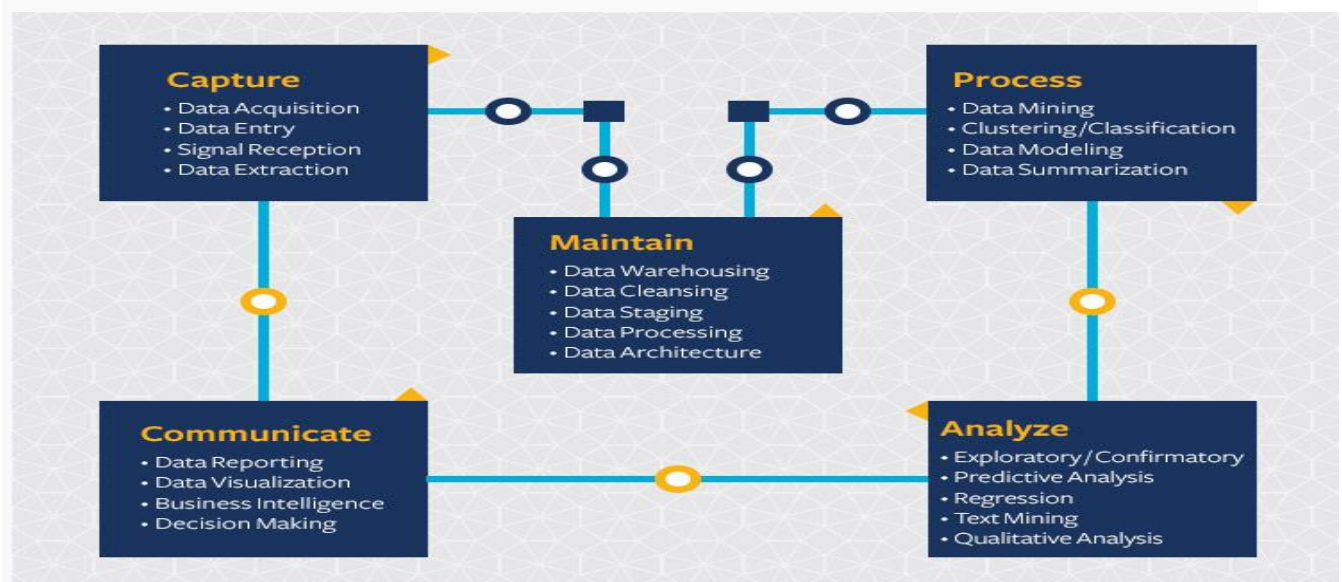 Capture
• Data Acquisition
• Data Entry
• Signal Reception
• Data Extraction
Process
• Data Mining
• Clustering/Classification
• Data Modeling
• Data Summarization
Maintain
• Data Warehousing
• Data Cleansing
• Data Staging
• Data Processing
• Data Architecture
Communicate
• Data Reporting
• Data Visualization
• Business Intelligence
• Decision Making
Analyze
• Exploratory/Confirmatory
• Predictive Analysis
• Regression
• Text Mining
• Qualitative Analysis